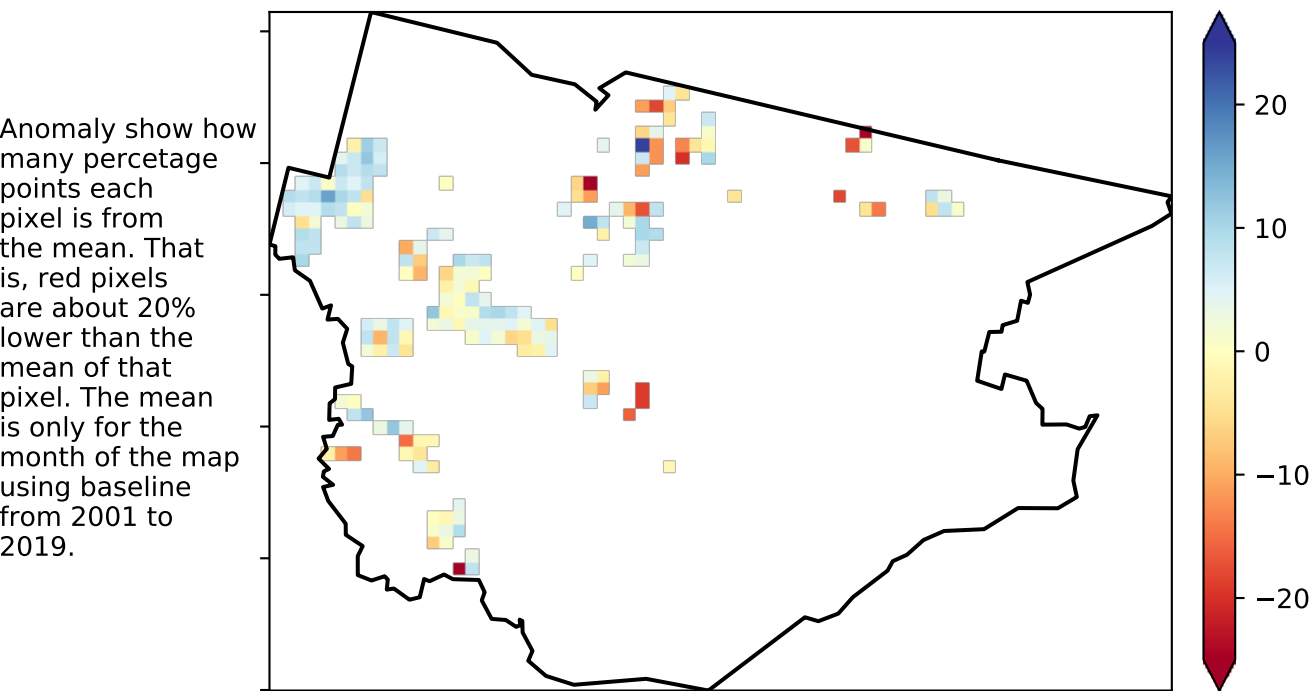 Anomaly show how
many percetage
points each
pixel is from
the mean. That
is, red pixels
are about 20%
lower than the
mean of that
pixel. The mean
is only for the
month of the map
using baseline
from 2001 to
2019.
20
10
0
−10
−20